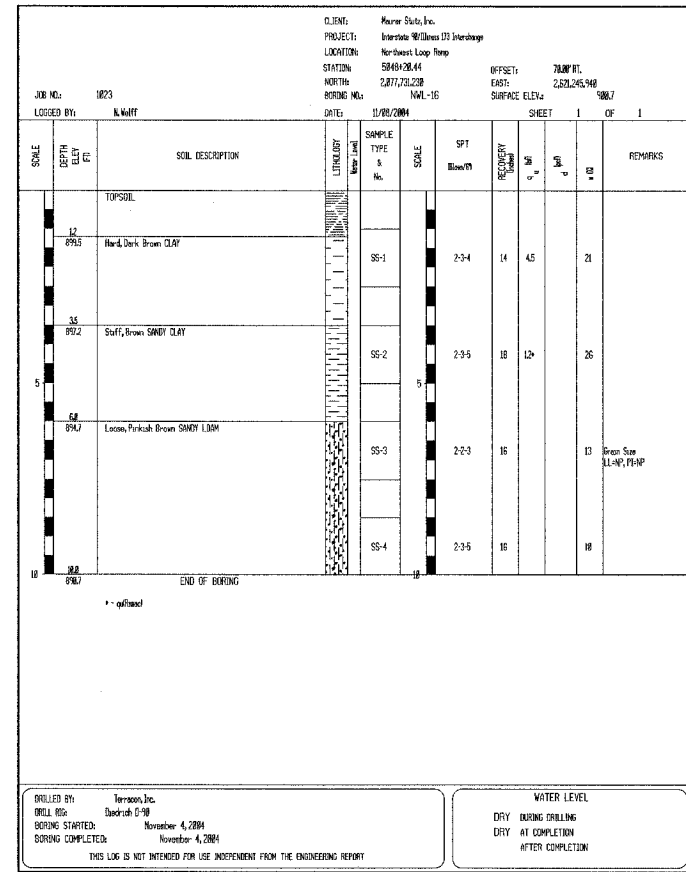 CLIENT: Maurer Stutz, Inc.
PROJECT: Interstate 90/Illinois 173 Interchange
LOCATION: Northwest Loop Ramp
STATION: 5048+20.44 OFFSET: 70.00' RT.
NORTH: 2,077,731.230 EAST: 2,621,245.940
JOB NO.: 1023 BORING NO.: NWL-16 SURFACE ELEV.: 900.7
LOGGED BY: N. Wolff DATE: 11/08/2004 SHEET 1 OF 1
SCALE DEPTH ELEV (FT) SOIL DESCRIPTION LITHOLOGY Water Level SAMPLE TYPE & No. SCALE SPT (Blows/6") RECOVERY (inches) q u (tsf) d (pcf) w (%) REMARKS
TOPSOIL
1.2
899.5 Hard, Dark Brown CLAY
SS-1 2-3-4 14 4.5 21
3.5
897.2 Stiff, Brown SANDY CLAY
SS-2 2-3-5 18 1.2* 26
5 5
6.0
894.7 Loose, Pinkish Brown SANDY LOAM
SS-3 2-2-3 16 13 Grain Size
LL=NP, PI=NP
SS-4 2-3-5 16 10
10 10.0 10
890.7 END OF BORING
* - qu(Rimac)
DRILLED BY: Terracon, Inc.
DRILL RIG: Diedrich D-90
BORING STARTED: November 4, 2004
BORING COMPLETED: November 4, 2004
THIS LOG IS NOT INTENDED FOR USE INDEPENDENT FROM THE ENGINEERING REPORT
WATER LEVEL
DRY DURING DRILLING
DRY AT COMPLETION
AFTER COMPLETION